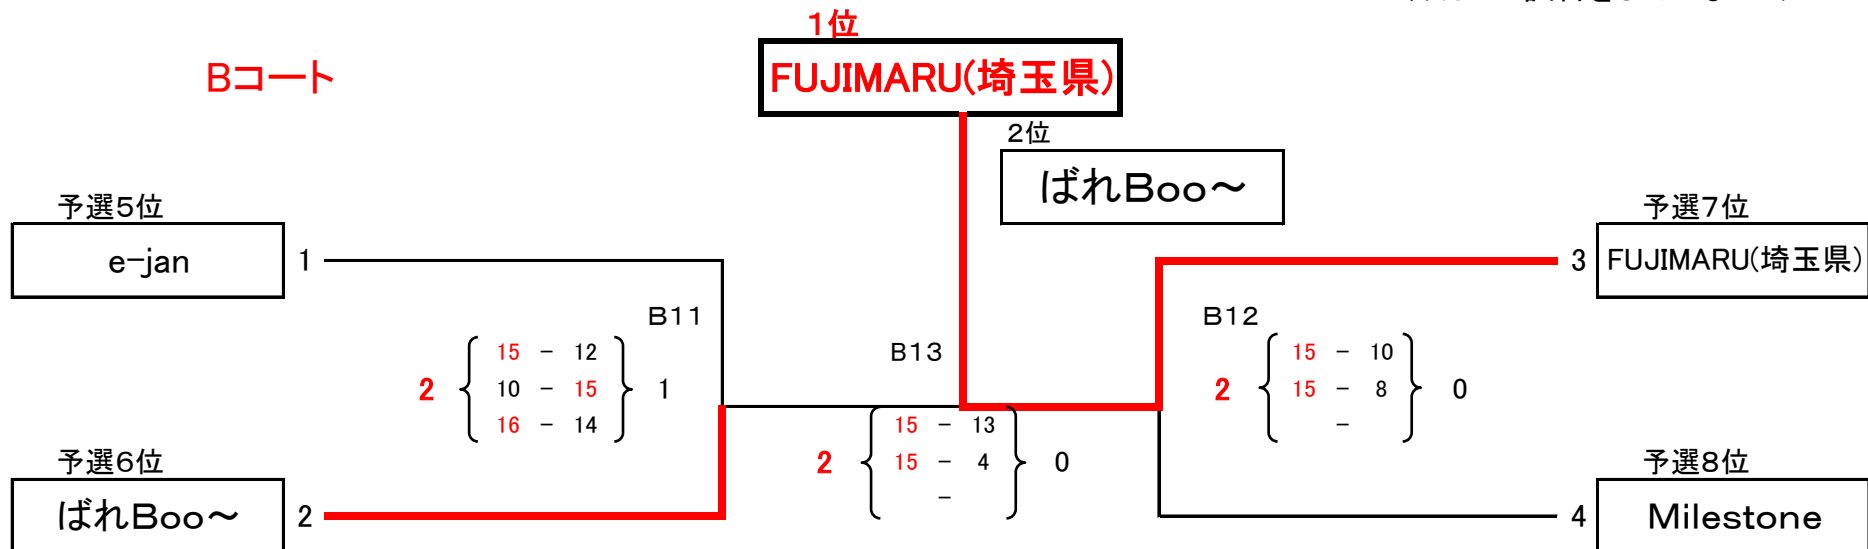 1位
Bコート
FUJIMARU(埼玉県)
2位
ばれBoo～
予選5位
e-jan 1
予選7位
3 FUJIMARU(埼玉県)
B11
B13
B12
15 - 12
2 10 - 15 1
16 - 14
15 - 10
2 15 - 8 0
-
15 - 13
2 15 - 4 0
-
予選6位
ばれBoo～ 2
予選8位
4 Milestone